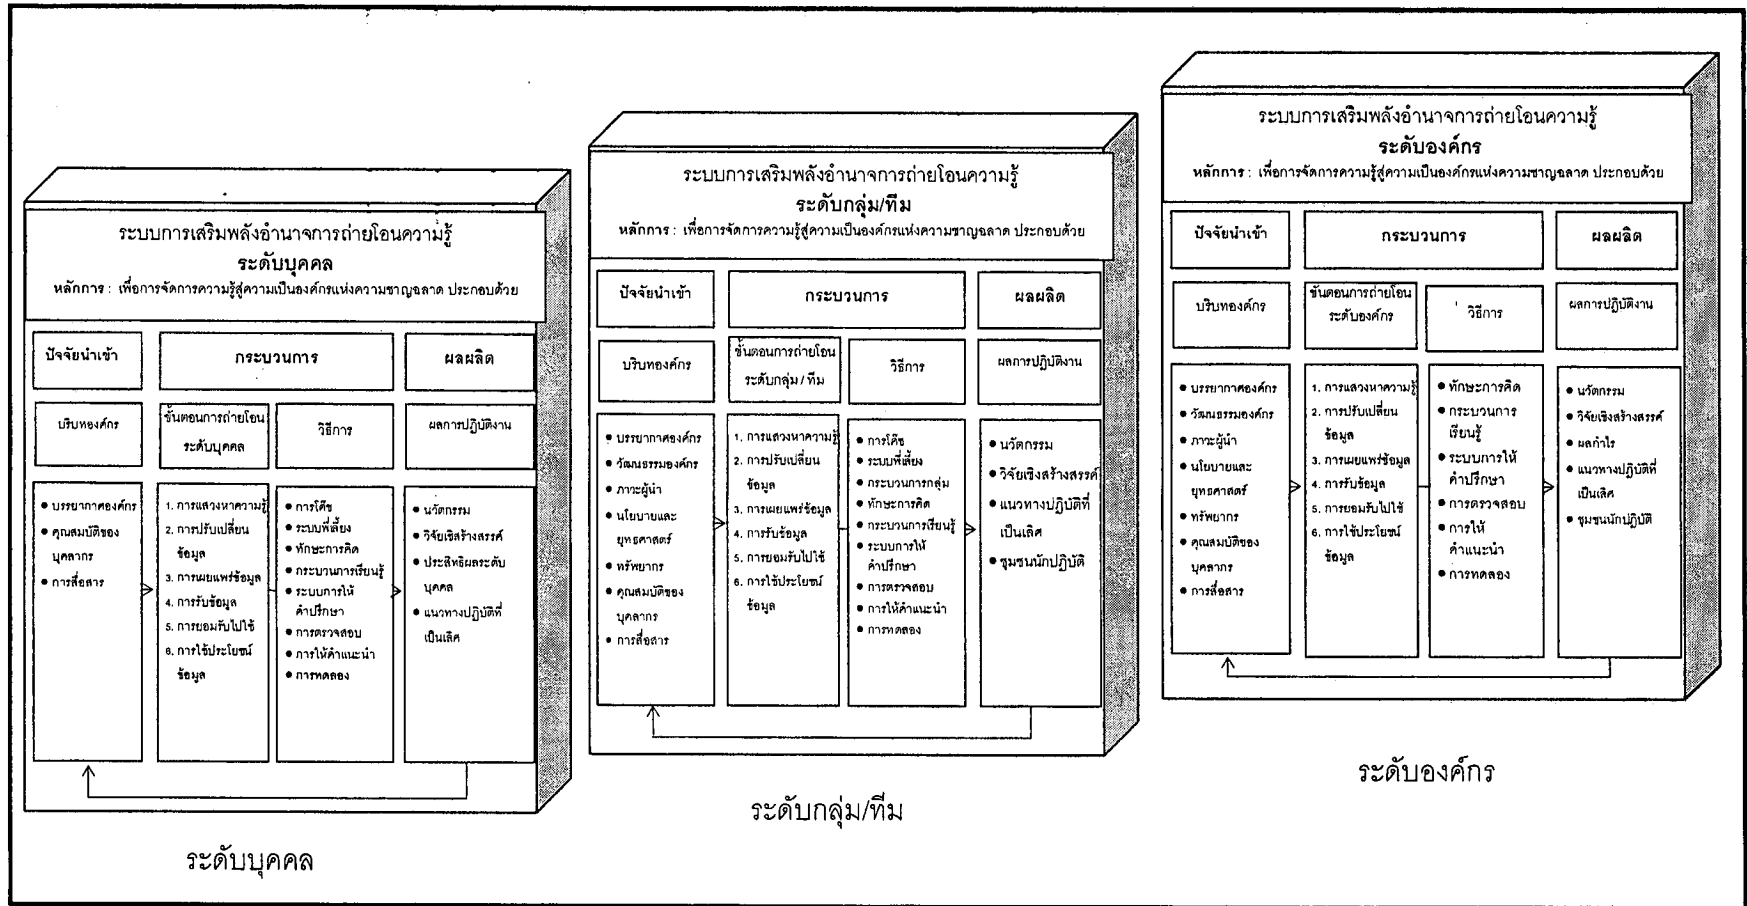 ระบบการเสริมพลังอำนาจการถ่ายโอนความรู้
ระดับบุคคล
หลักการ : เพื่อการจัดการความรู้สู่ความเป็นองค์กรแห่งความชาญฉลาด ประกอบด้วย
ปัจจัยนำเข้า
กระบวนการ
ผลผลิต
บริบทองค์กร
ขั้นตอนการถ่ายโอน
ระดับบุคคล
วิธีการ
ผลการปฏิบัติงาน
● บรรยากาศองค์กร
● คุณสมบัติของ
บุคลากร
● การสื่อสาร
1. การแสวงหาความรู้
2. การปรับเปลี่ยน
ข้อมูล
3. การเผยแพร่ข้อมูล
4. การรับข้อมูล
5. การยอมรับไปใช้
6. การใช้ประโยชน์
ข้อมูล
● การโค๊ช
● ระบบพี่เลี้ยง
● ทักษะการคิด
● กระบวนการเรียนรู้
● ระบบการให้
คำปรึกษา
● การตรวจสอบ
● การให้คำแนะนำ
● การทดลอง
● นวัตกรรม
● วิจัยเชิสร้างสรรค์
● ประสิทธิผลระดับ
บุคคล
● แนวทางปฏิบัติที่
เป็นเลิศ
ระดับบุคคล
ระบบการเสริมพลังอำนาจการถ่ายโอนความรู้
ระดับกลุ่ม/ทีม
หลักการ : เพื่อการจัดการความรู้สู่ความเป็นองค์กรแห่งความชาญฉลาด ประกอบด้วย
ปัจจัยนำเข้า
กระบวนการ
ผลผลิต
บริบทองค์กร
ขั้นตอนการถ่ายโอน
ระดับกลุ่ม/ทีม
วิธีการ
ผลการปฏิบัติงาน
● บรรยากาศองค์กร
● วัฒนธรรมองค์กร
● ภาวะผู้นำ
● นโยบายและ
ยุทธศาสตร์
● ทรัพยากร
● คุณสมบัติของ
บุคลากร
● การสื่อสาร
1. การแสวงหาความรู้
2. การปรับเปลี่ยน
ข้อมูล
3. การเผยแพร่ข้อมูล
4. การรับข้อมูล
5. การยอมรับไปใช้
6. การใช้ประโยชน์
ข้อมูล
● การโค๊ช
● ระบบพี่เลี้ยง
● กระบวนการกลุ่ม
● ทักษะการคิด
● กระบวนการเรียนรู้
● ระบบการให้
คำปรึกษา
● การตรวจสอบ
● การให้คำแนะนำ
● การทดลอง
● นวัตกรรม
● วิจัยเชิงสร้างสรรค์
● แนวทางปฏิบัติที่
เป็นเลิศ
● ชุมชนนักปฏิบัติ
ระดับกลุ่ม/ทีม
ระบบการเสริมพลังอำนาจการถ่ายโอนความรู้
ระดับองค์กร
หลักการ : เพื่อการจัดการความรู้สู่ความเป็นองค์กรแห่งความชาญฉลาด ประกอบด้วย
ปัจจัยนำเข้า
กระบวนการ
ผลผลิต
บริบทองค์กร
ขั้นตอนการถ่ายโอน
ระดับองค์กร
วิธีการ
ผลการปฏิบัติงาน
● บรรยากาศองค์กร
● วัฒนธรรมองค์กร
● ภาวะผู้นำ
● นโยบายและ
ยุทธศาสตร์
● ทรัพยากร
● คุณสมบัติของ
บุคลากร
● การสื่อสาร
1. การแสวงหาความรู้
2. การปรับเปลี่ยน
ข้อมูล
3. การเผยแพร่ข้อมูล
4. การรับข้อมูล
5. การยอมรับไปใช้
6. การใช้ประโยชน์
ข้อมูล
● ทักษะการคิด
● กระบวนการ
เรียนรู้
● ระบบการให้
คำปรึกษา
● การตรวจสอบ
● การให้
คำแนะนำ
● การทดลอง
● นวัตกรรม
● วิจัยเชิงสร้างสรรค์
● ผลกำไร
● แนวทางปฏิบัติที่
เป็นเลิศ
● ชุมชนนักปฏิบัติ
ระดับองค์กร